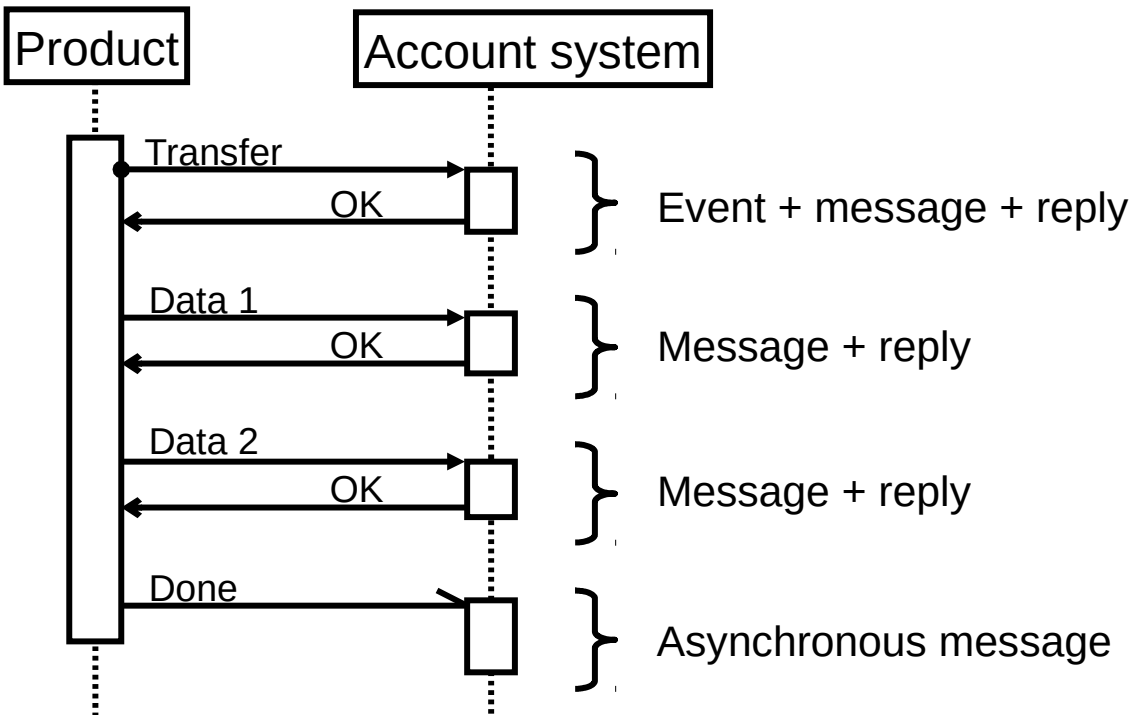 Product
Account system
Transfer
OK
Event + message + reply
Data 1
OK
Message + reply
Data 2
OK
Message + reply
Done
Asynchronous message